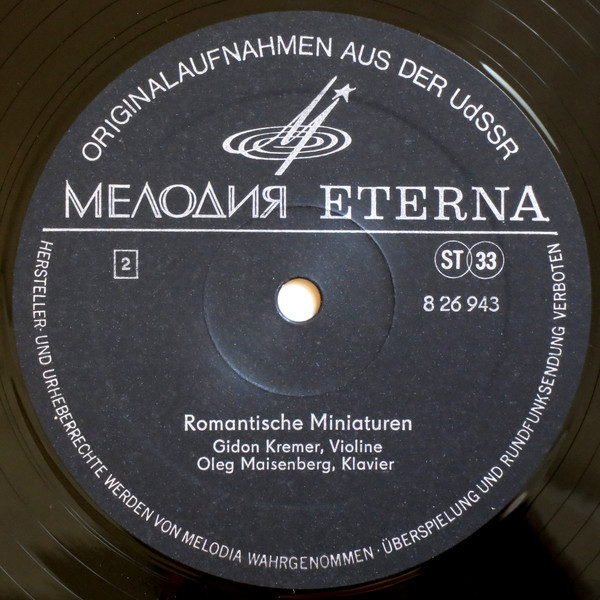 ORIGINALAUFNAHMEN AUS DER UdSSR
МЕЛОДИЯ ETERNA
2
ST 33
8 26 943
Romantische Miniaturen
Gidon Kremer, Violine
Oleg Maisenberg, Klavier
HERSTELLER- UND URHEBERRECHTE WERDEN VON MELODIA WAHRGENOMMEN · ÜBERSPIELUNG UND RUNDFUNKSENDUNG VERBOTEN